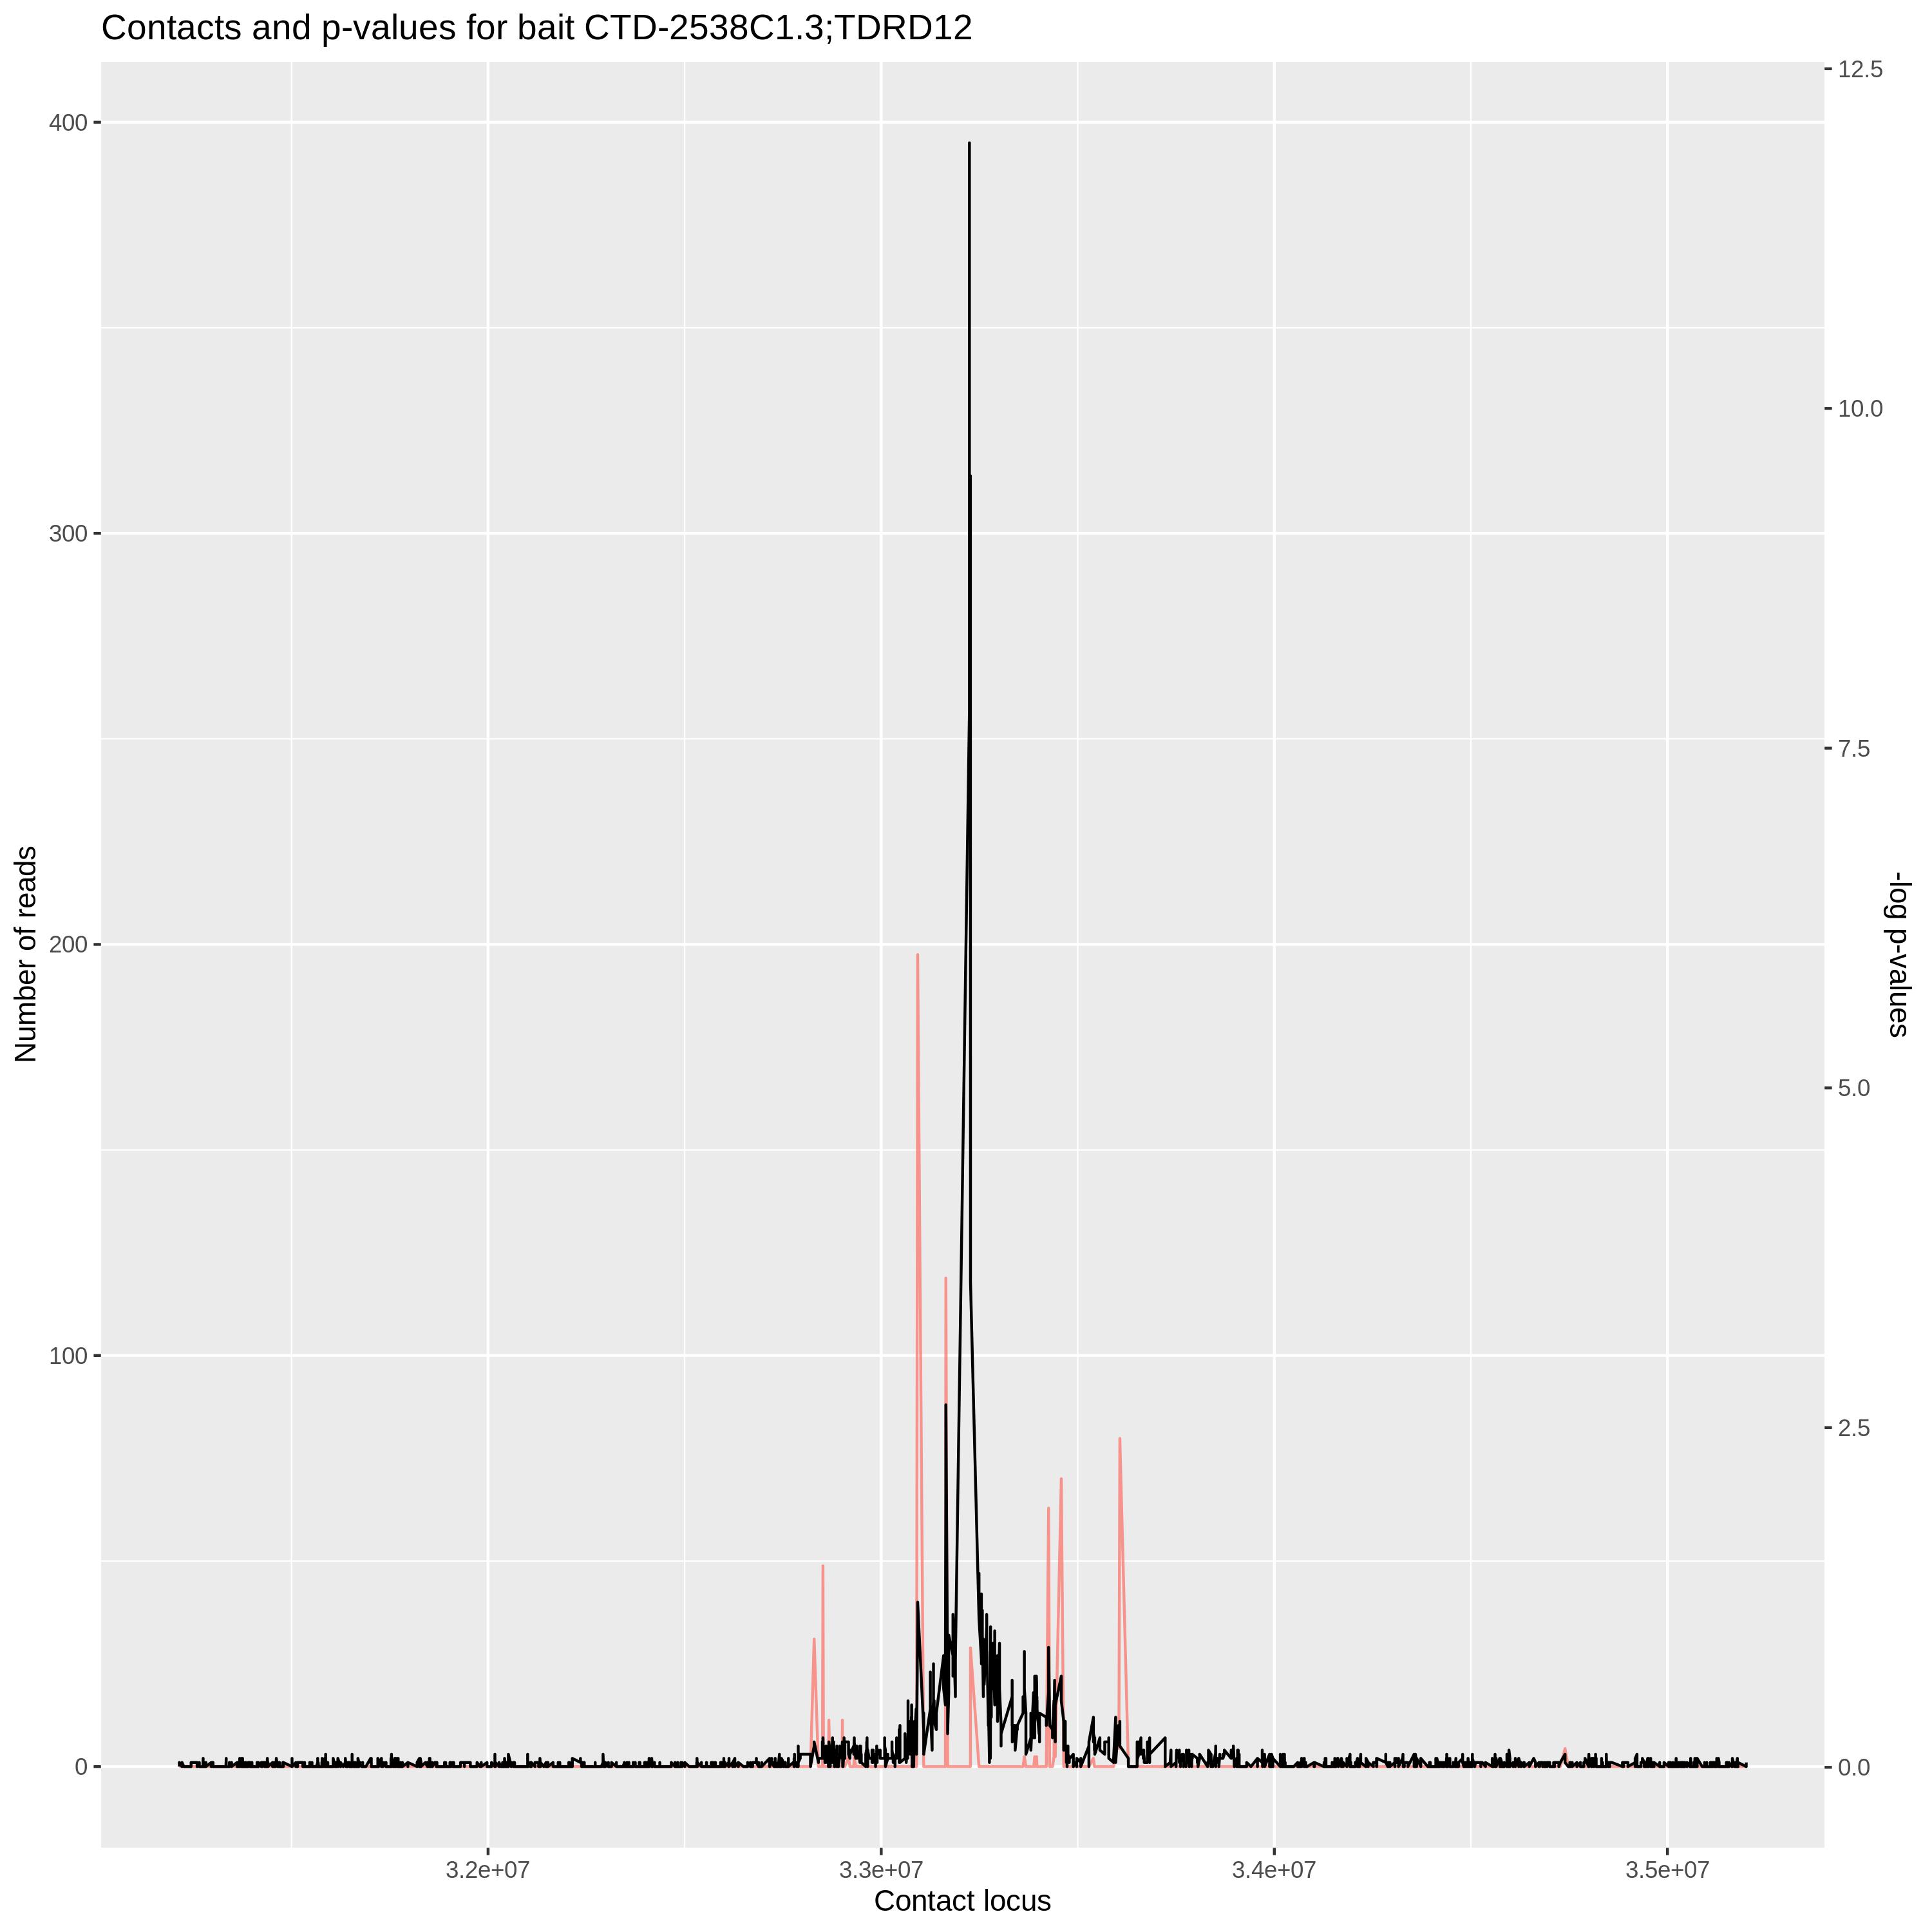 Contacts and p-values for bait CTD-2538C1.3;TDRD12
12.5
400
10.0
300
7.5
Number of reads
-log p-values
200
5.0
100
2.5
0
0.0
3.2e+07 3.3e+07 3.4e+07 3.5e+07
Contact locus